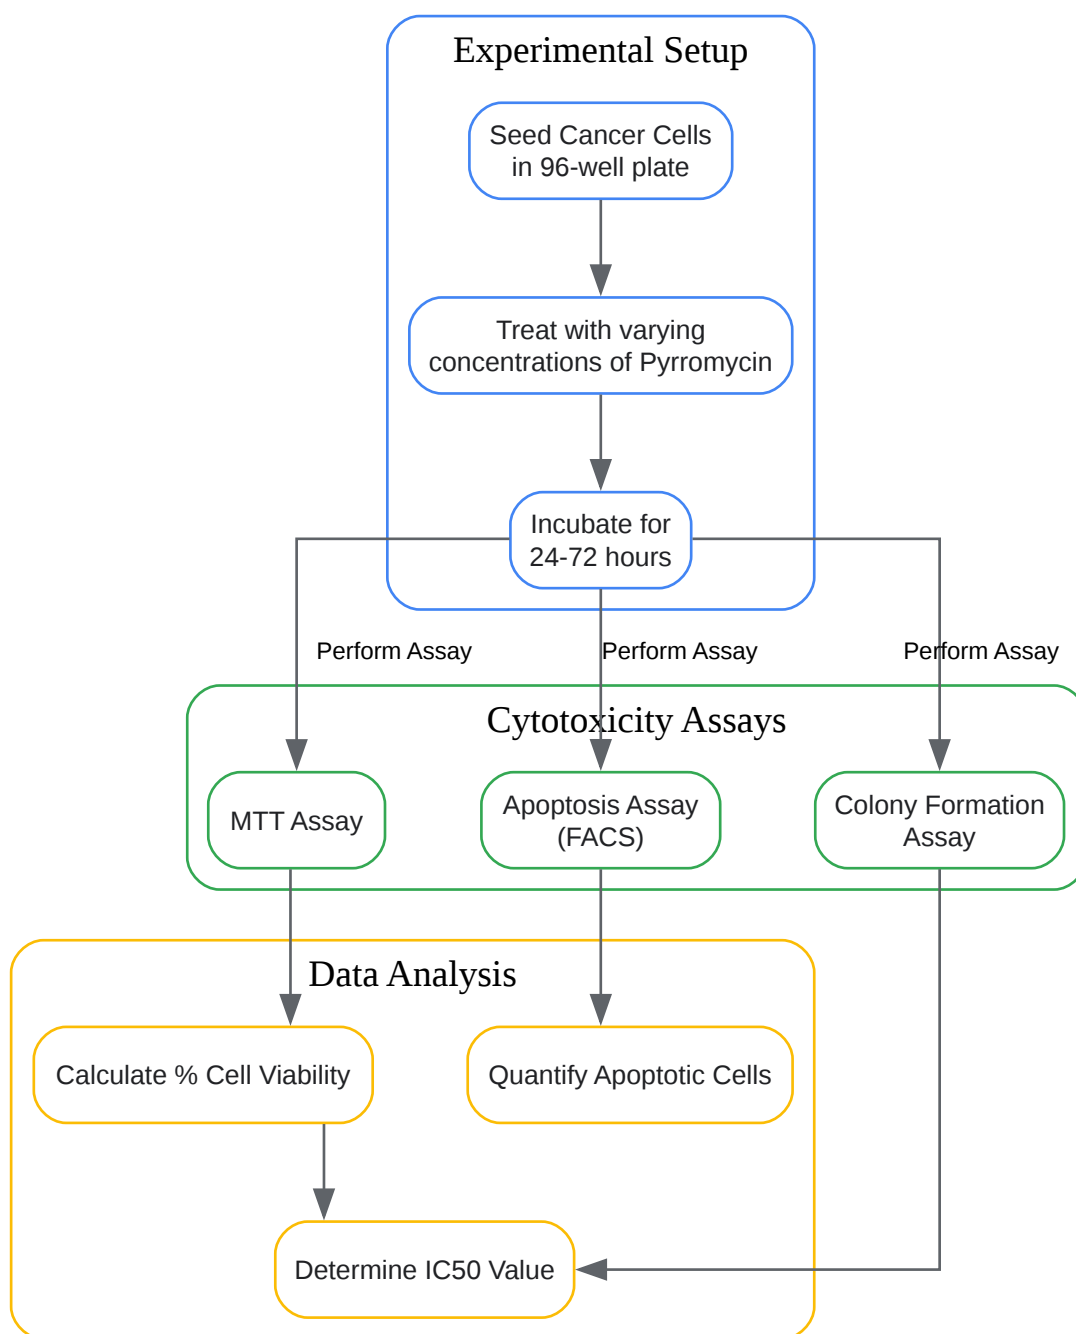 Experimental Setup
Seed Cancer Cells
in 96-well plate
Treat with varying
concentrations of Pyrromycin
Incubate for
24-72 hours
Perform Assay
Perform Assay
Perform Assay
Cytotoxicity Assays
MTT Assay
Apoptosis Assay
(FACS)
Colony Formation
Assay
Data Analysis
Calculate % Cell Viability
Quantify Apoptotic Cells
Determine IC50 Value